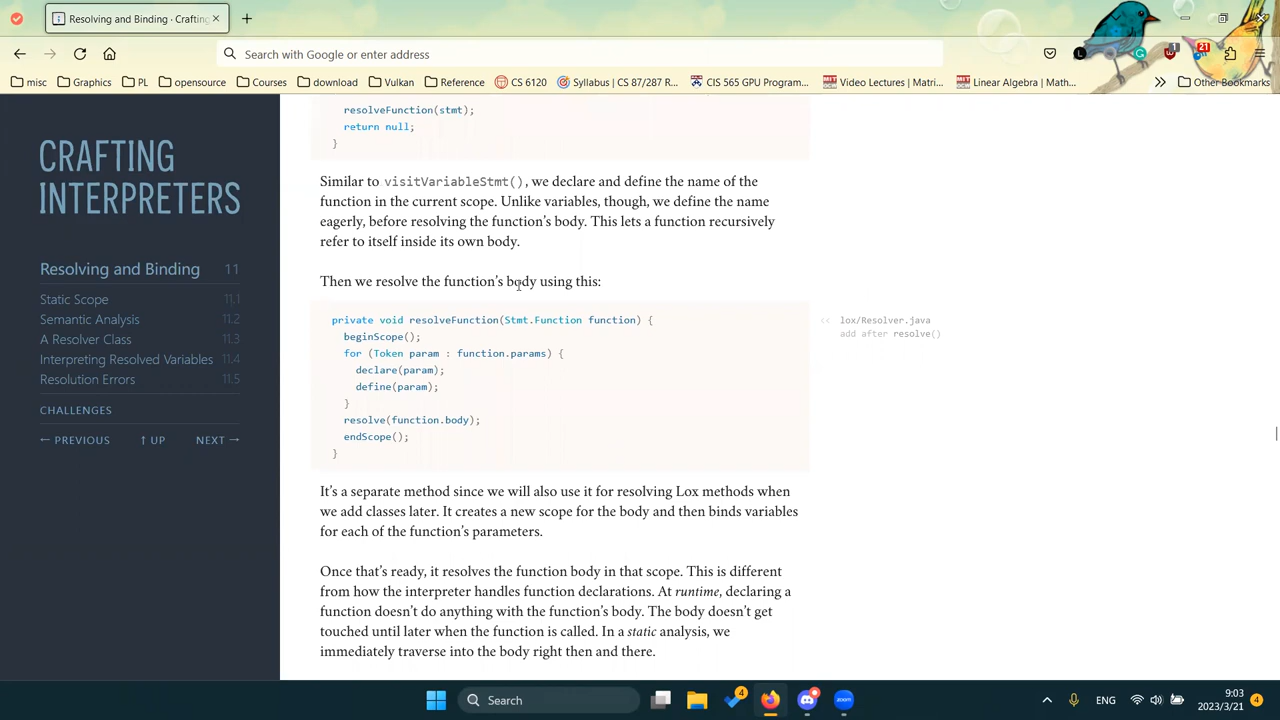 Resolving and Binding · Crafting
Search with Google or enter address
1
21
misc
Graphics
PL
opensource
Courses
download
Vulkan
Reference
CS 6120
Syllabus | CS 87/287 R...
CIS 565 GPU Program...
Video Lectures | Matri...
Linear Algebra | Math...
Other Bookmarks
CRAFTING
INTERPRETERS
Resolving and Binding 11
Static Scope 11.1
Semantic Analysis 11.2
A Resolver Class 11.3
Interpreting Resolved Variables 11.4
Resolution Errors 11.5
CHALLENGES
← PREVIOUS ↑ UP NEXT →
resolveFunction(stmt);
return null;
}
Similar to visitVariableStmt(), we declare and define the name of the
function in the current scope. Unlike variables, though, we define the name
eagerly, before resolving the function's body. This lets a function recursively
refer to itself inside its own body.
Then we resolve the function's body using this:
private void resolveFunction(Stmt.Function function) {
beginScope();
for (Token param : function.params) {
declare(param);
define(param);
}
resolve(function.body);
endScope();
}
<< lox/Resolver.java
add after resolve()
It's a separate method since we will also use it for resolving Lox methods when
we add classes later. It creates a new scope for the body and then binds variables
for each of the function's parameters.
Once that's ready, it resolves the function body in that scope. This is different
from how the interpreter handles function declarations. At runtime, declaring a
function doesn't do anything with the function's body. The body doesn't get
touched until later when the function is called. In a static analysis, we
immediately traverse into the body right then and there.
Search
4
zoom
ENG
9:03
2023/3/21
4